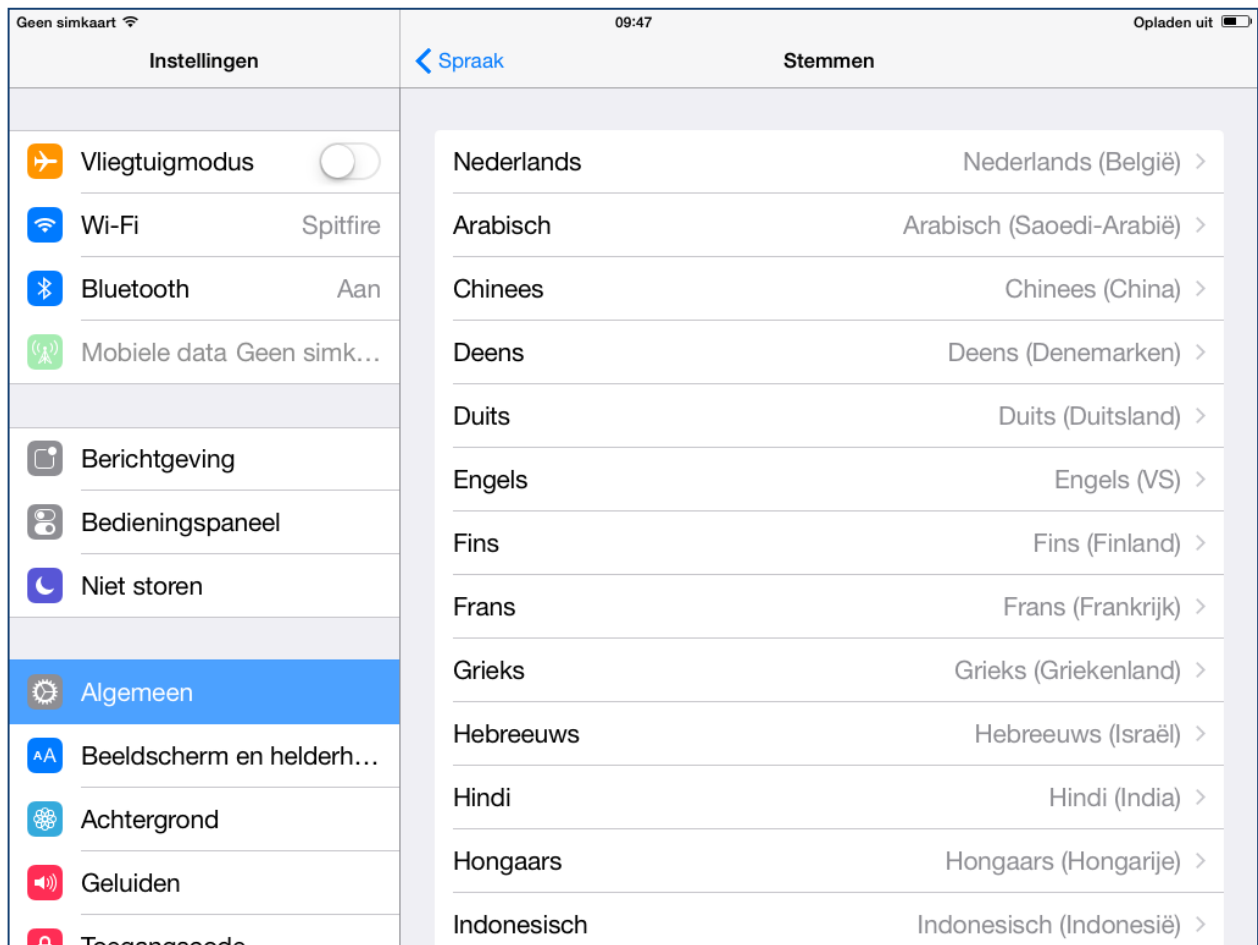 Geen simkaart
09:47
Opladen uit
Instellingen
Spraak
Stemmen
Vliegtuigmodus
Wi-Fi Spitfire
Bluetooth Aan
Mobiele data Geen simk...
Berichtgeving
Bedieningspaneel
Niet storen
Algemeen
AA Beeldscherm en helderh...
Achtergrond
Geluiden
Toegangscode
Nederlands Nederlands (België)
Arabisch Arabisch (Saoedi-Arabië)
Chinees Chinees (China)
Deens Deens (Denemarken)
Duits Duits (Duitsland)
Engels Engels (VS)
Fins Fins (Finland)
Frans Frans (Frankrijk)
Grieks Grieks (Griekenland)
Hebreeuws Hebreeuws (Israël)
Hindi Hindi (India)
Hongaars Hongaars (Hongarije)
Indonesisch Indonesisch (Indonesië)